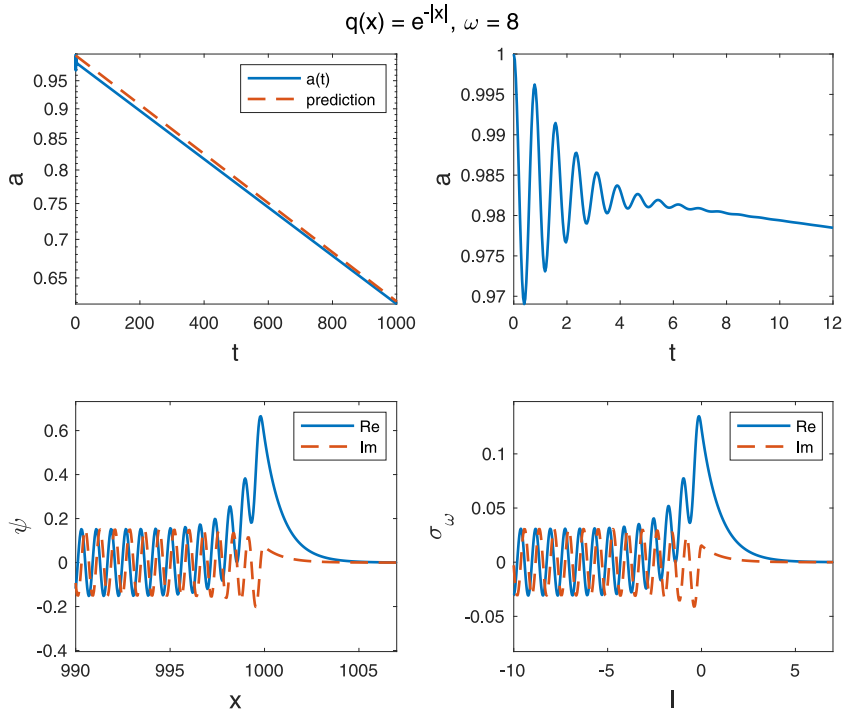 q(x) = e^{-|x|}, ω = 8
0.95
0.9
0.8
0.75
0.7
0.65
a
0 200 400 600 800 1000
t
a(t)
prediction
1
0.995
0.99
0.985
0.98
0.975
0.97
a
0 2 4 6 8 10 12
t
0.6
0.4
0.2
0
-0.2
-0.4
ψ
990 995 1000 1005
x
Re
Im
0.1
0.05
0
-0.05
σ_ω
-10 -5 0 5
l
Re
Im